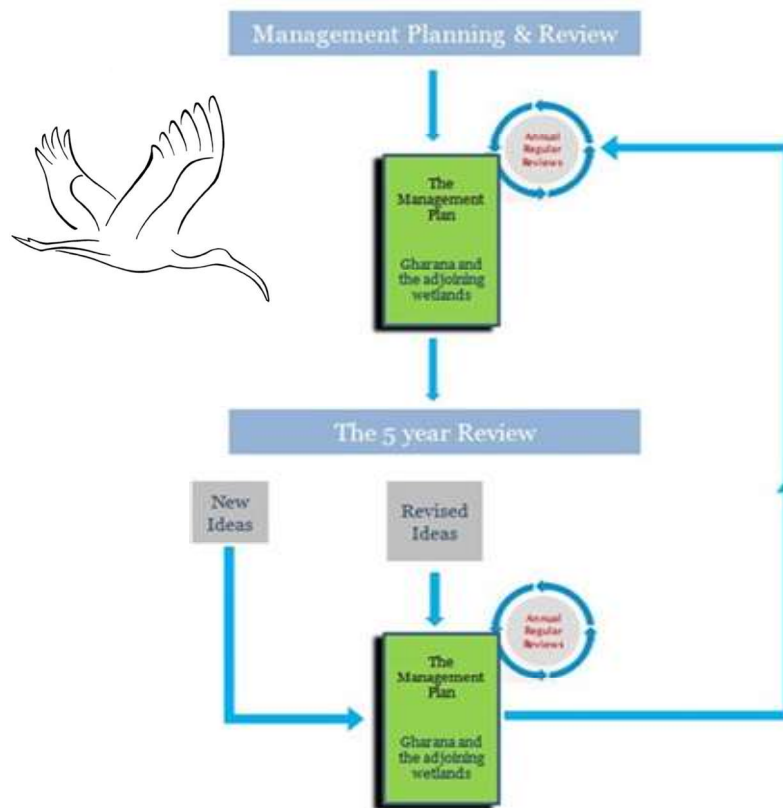 Management Planning & Review
Annual
Regular
Reviews
The
Management
Plan
Gharana and
the adjoining
wetlands
The 5 year Review
New
Ideas
Revised
Ideas
Annual
Regular
Reviews
The
Management
Plan
Gharana and
the adjoining
wetlands